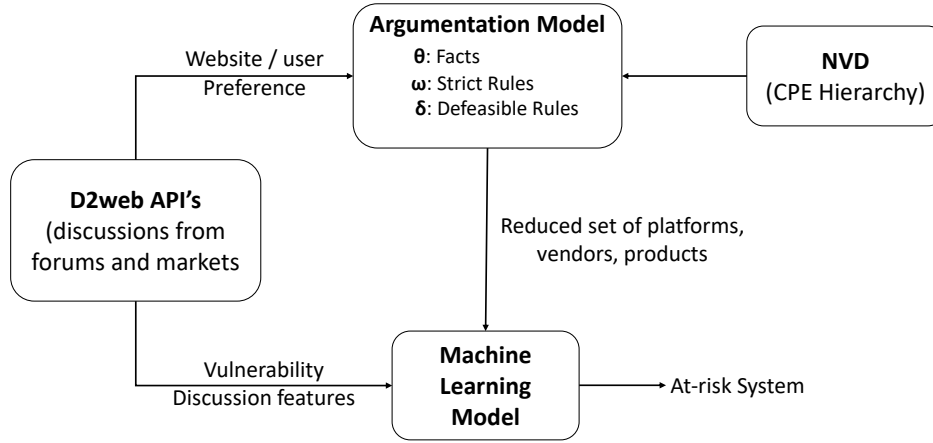 Argumentation Model
θ: Facts
ω: Strict Rules
δ: Defeasible Rules
Website / user
Preference
NVD
(CPE Hierarchy)
D2web API’s
(discussions from
forums and markets
Reduced set of platforms,
vendors, products
Vulnerability
Discussion features
Machine
Learning
Model
At-risk System